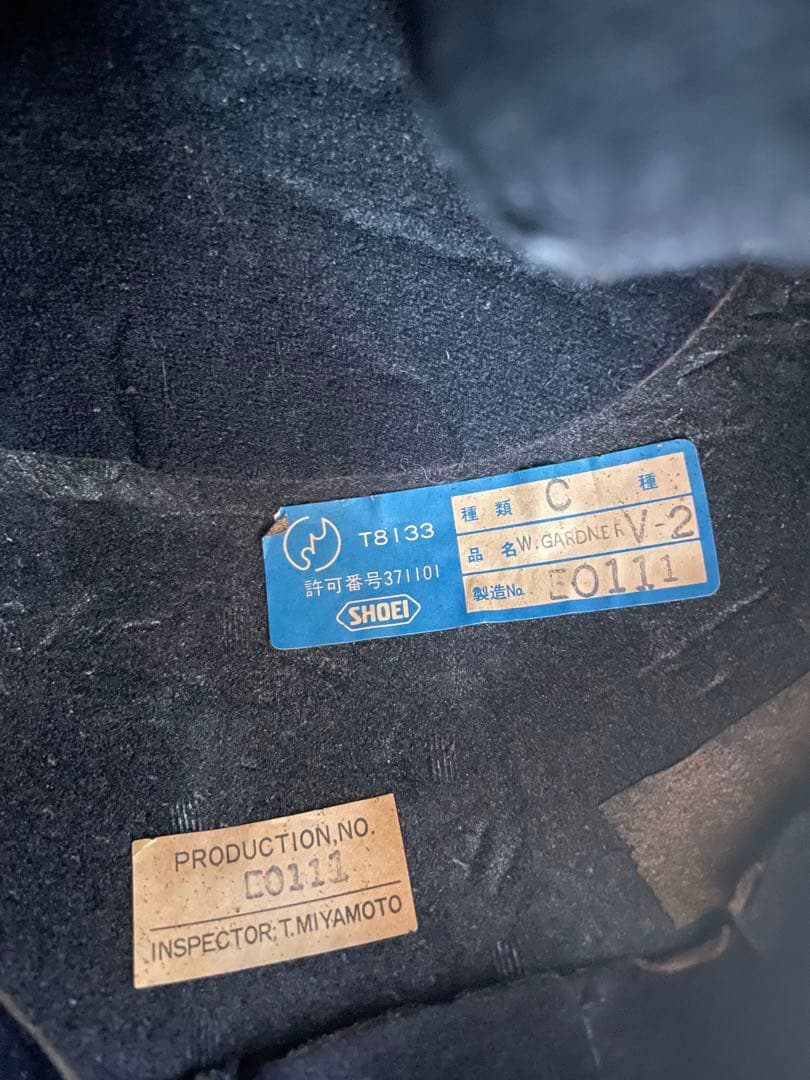 T8133
許可番号371101
SHOEI
種類 C 種
品名 W.GARDNER V-2
製造No. E0111
PRODUCTION,NO.
E0111
INSPECTOR; T.MIYAMOTO